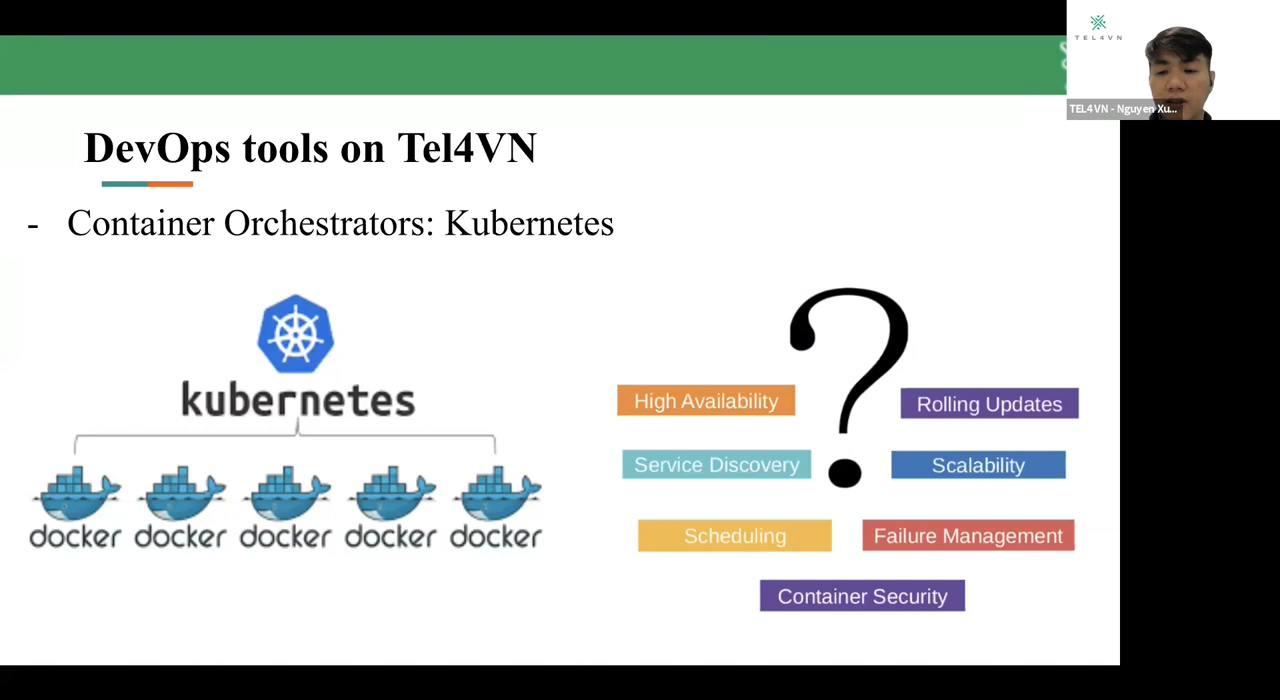 TEL4VN
TEL4VN - Nguyen Xu...
DevOps tools on Tel4VN
- Container Orchestrators: Kubernetes
kubernetes
docker docker docker docker docker
High Availability
Rolling Updates
?
Service Discovery
Scalability
Scheduling
Failure Management
Container Security